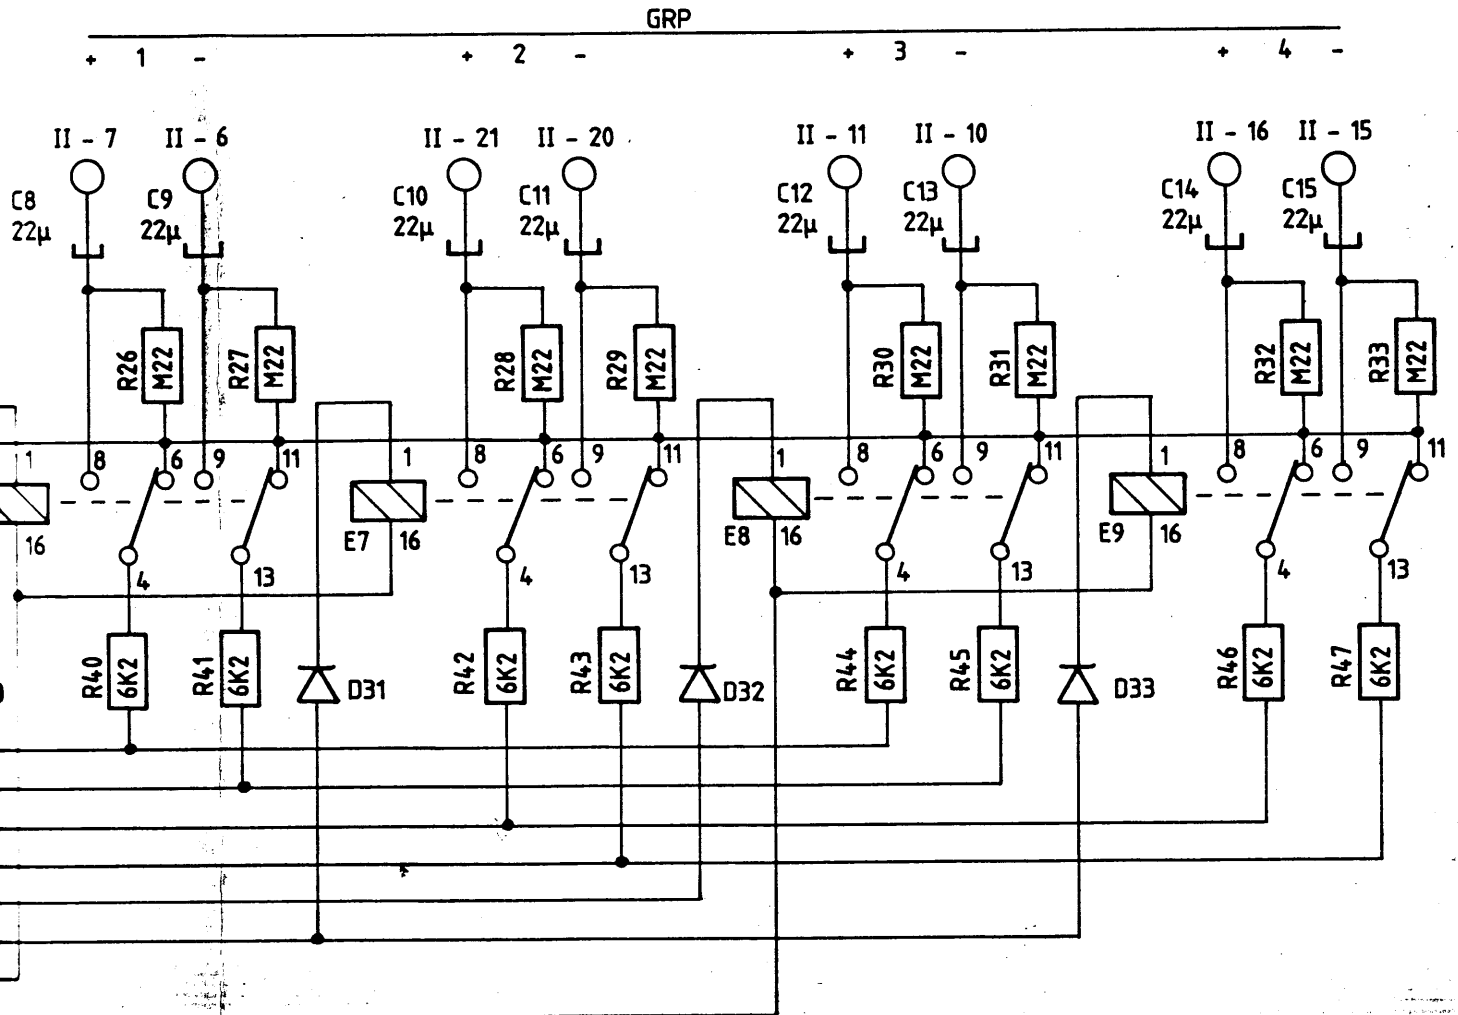 GRP
+ 1 - + 2 - + 3 - + 4 -
II - 7 II - 6 II - 21 II - 20 II - 11 II - 10 II - 16 II - 15
C8 C9 C10 C11 C12 C13 C14 C15
22µ 22µ 22µ 22µ 22µ 22µ 22µ 22µ
R26 M22 R27 M22 R28 M22 R29 M22 R30 M22 R31 M22 R32 M22 R33 M22
1 8 6 9 11 1 8 6 9 11 1 8 6 9 11 1 8 6 9 11
16 E7 16 E8 16 E9 16
4 13 4 13 4 13 4 13
R40 6K2 R41 6K2 D31 R42 6K2 R43 6K2 D32 R44 6K2 R45 6K2 D33 R46 6K2 R47 6K2